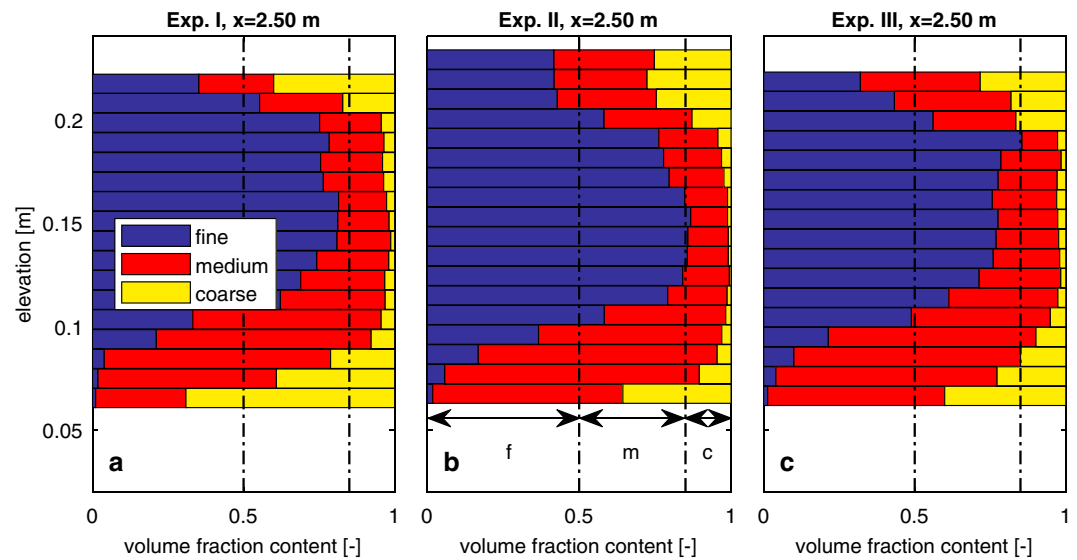 Exp. I, x=2.50 m
Exp. II, x=2.50 m
Exp. III, x=2.50 m
elevation [m]
0.2
0.15
0.1
0.05
fine
medium
coarse
a
b
c
f
m
c
0
0.5
1
0
0.5
1
0
0.5
1
volume fraction content [-]
volume fraction content [-]
volume fraction content [-]